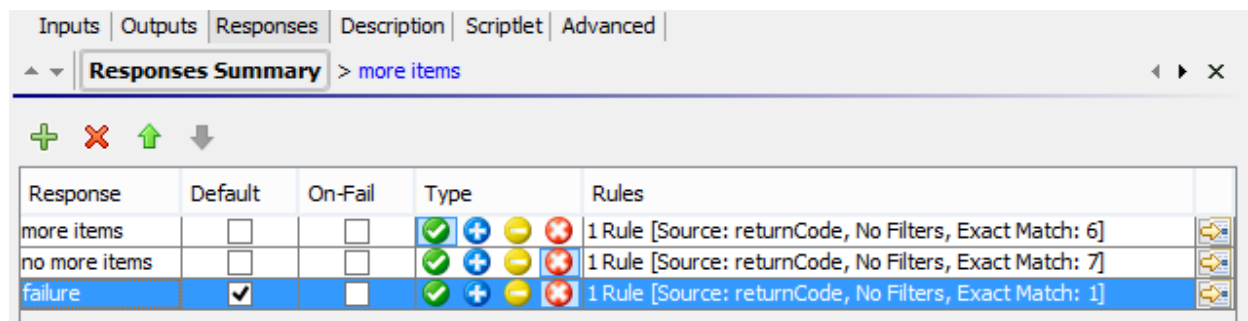 Inputs Outputs Responses Description Scriptlet Advanced
Responses Summary > more items
Response Default On-Fail Type Rules
more items 1 Rule [Source: returnCode, No Filters, Exact Match: 6]
no more items 1 Rule [Source: returnCode, No Filters, Exact Match: 7]
failure 1 Rule [Source: returnCode, No Filters, Exact Match: 1]